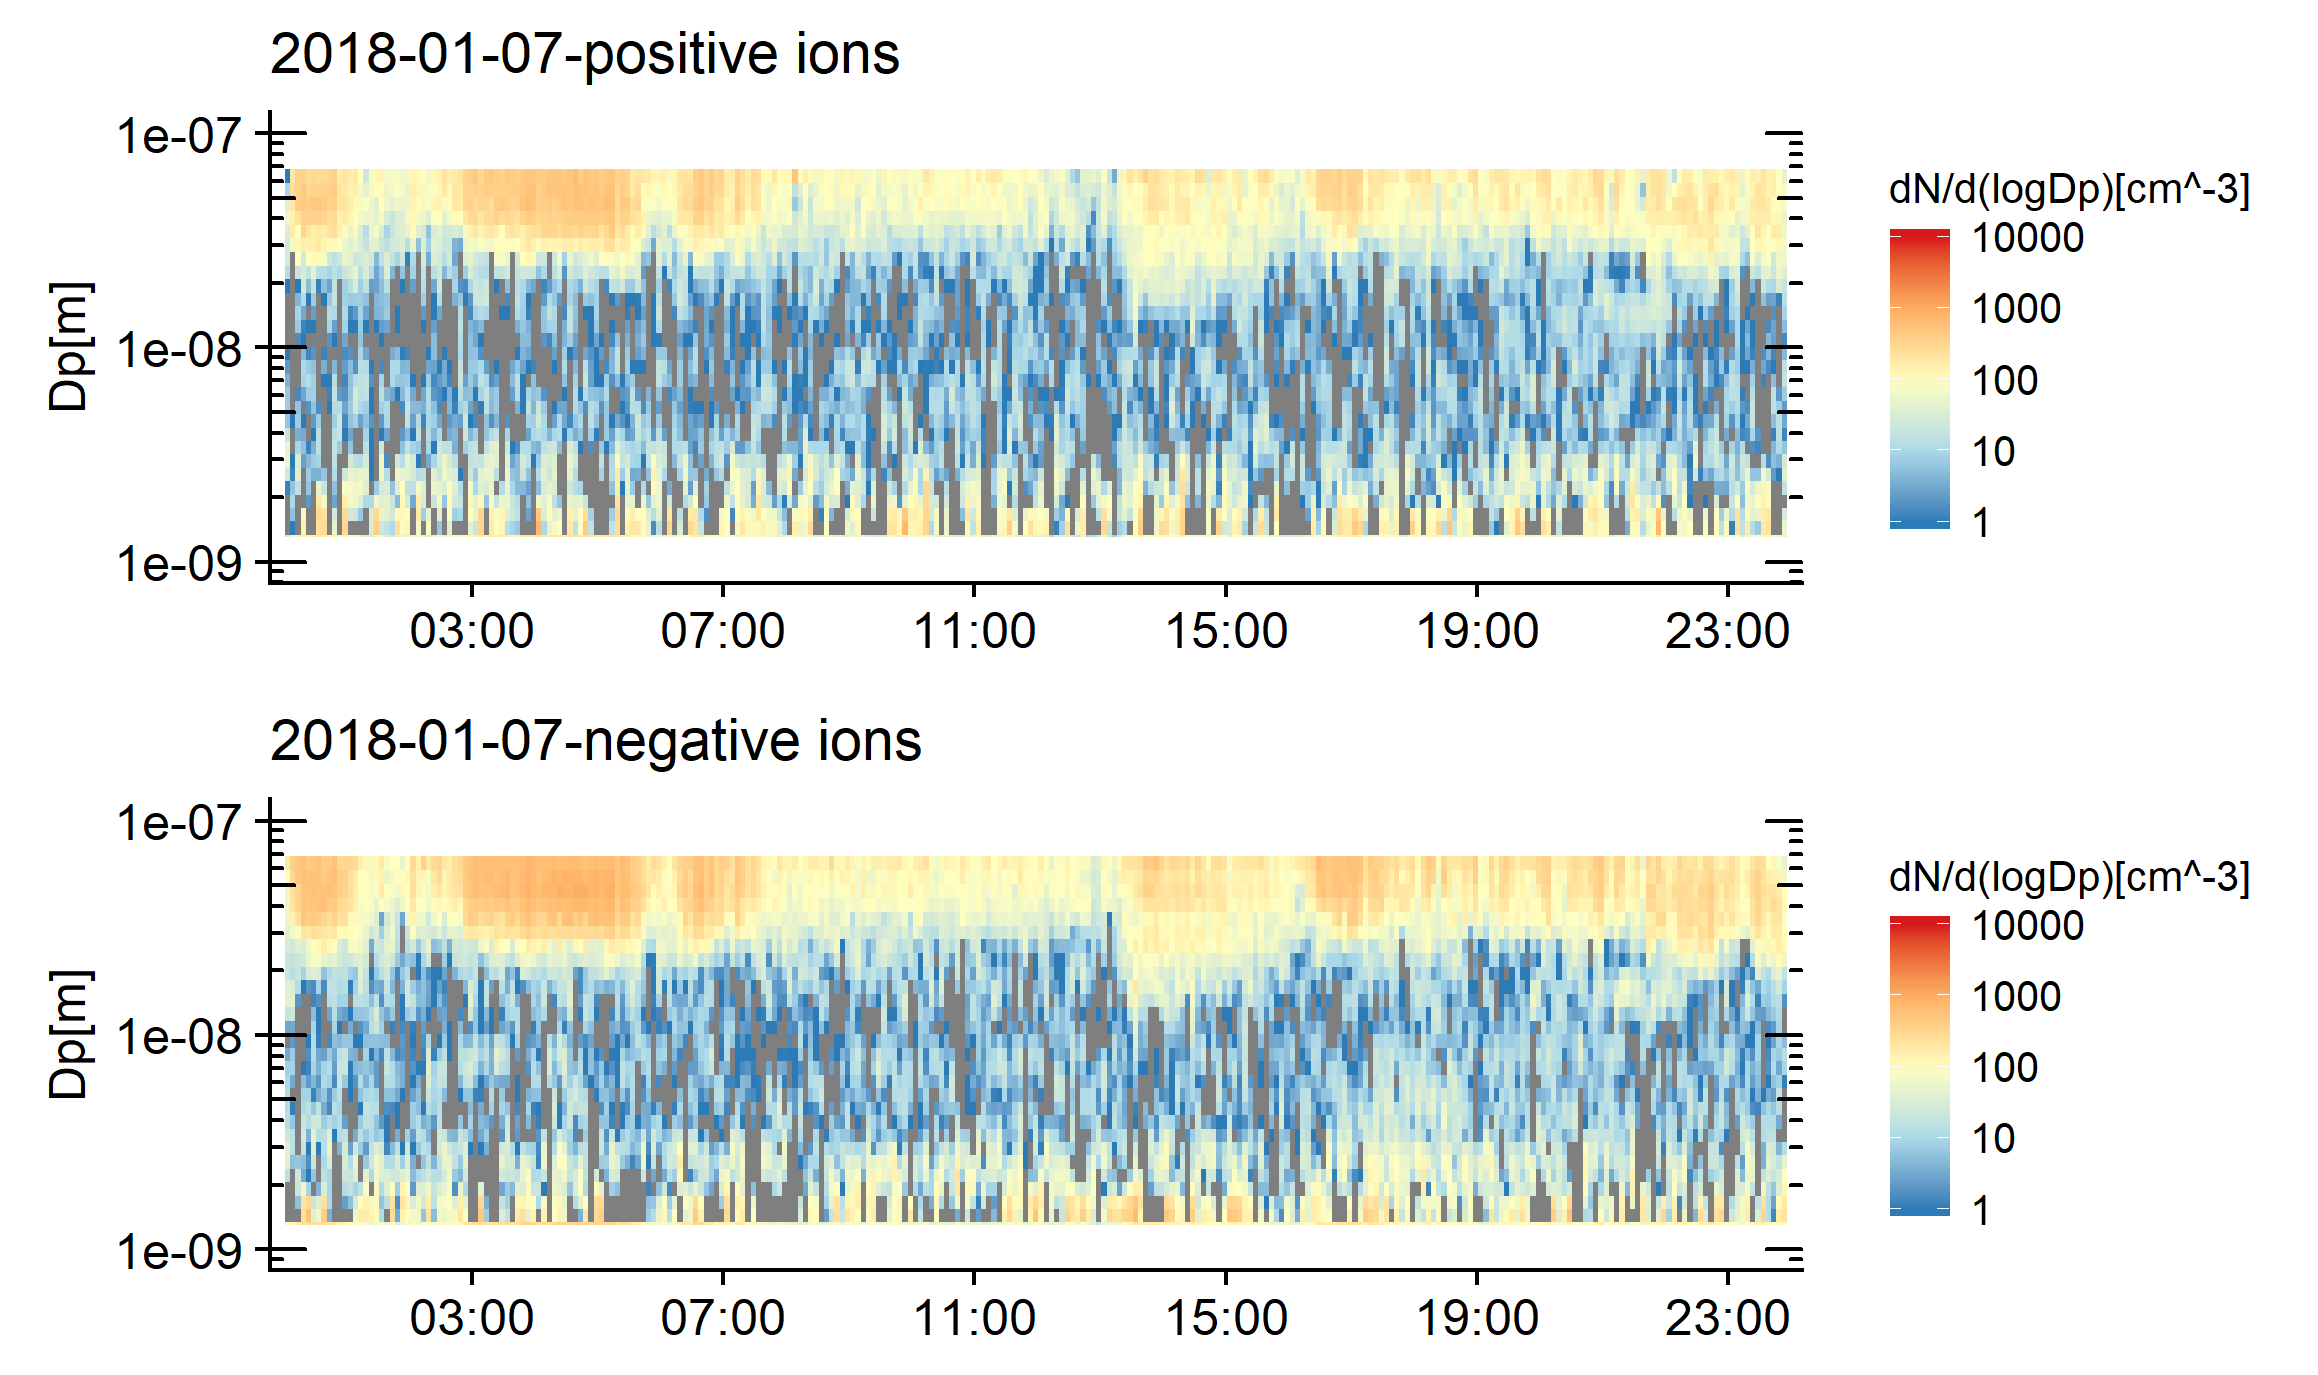 2018-01-07-positive ions
1e-07
1e-08
1e-09
Dp[m]
03:00 07:00 11:00 15:00 19:00 23:00
dN/d(logDp)[cm^-3]
10000
1000
100
10
1
2018-01-07-negative ions
1e-07
1e-08
1e-09
Dp[m]
03:00 07:00 11:00 15:00 19:00 23:00
dN/d(logDp)[cm^-3]
10000
1000
100
10
1